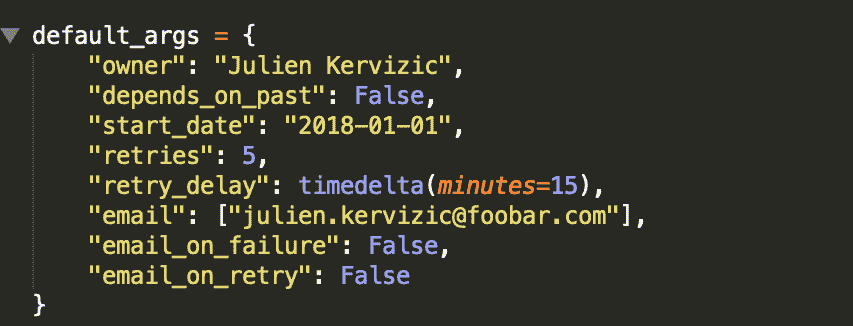 default_args = {
"owner": "Julien Kervizic",
"depends_on_past": False,
"start_date": "2018-01-01",
"retries": 5,
"retry_delay": timedelta(minutes=15),
"email": ["julien.kervizic@foobar.com"],
"email_on_failure": False,
"email_on_retry": False
}